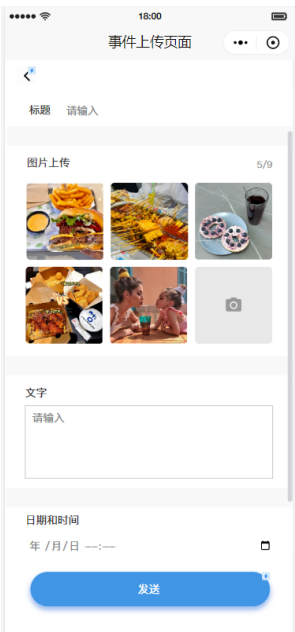 18:00
事件上传页面
标题 请输入
图片上传 5/9
文字
请输入
日期和时间
年 /月/日 --:--
发送